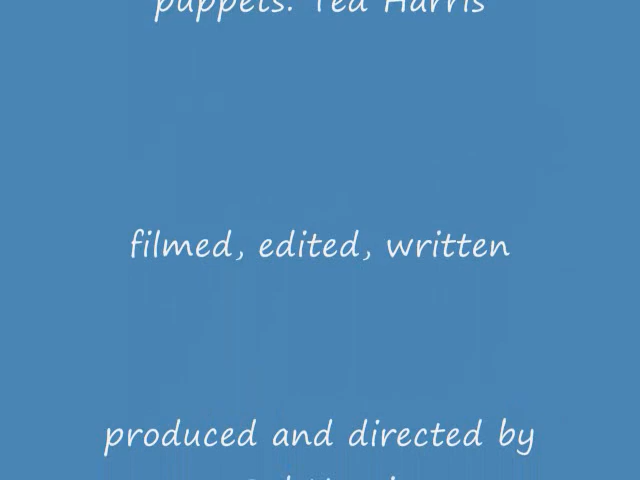 puppets: Ted Harris
filmed, edited, written
produced and directed by